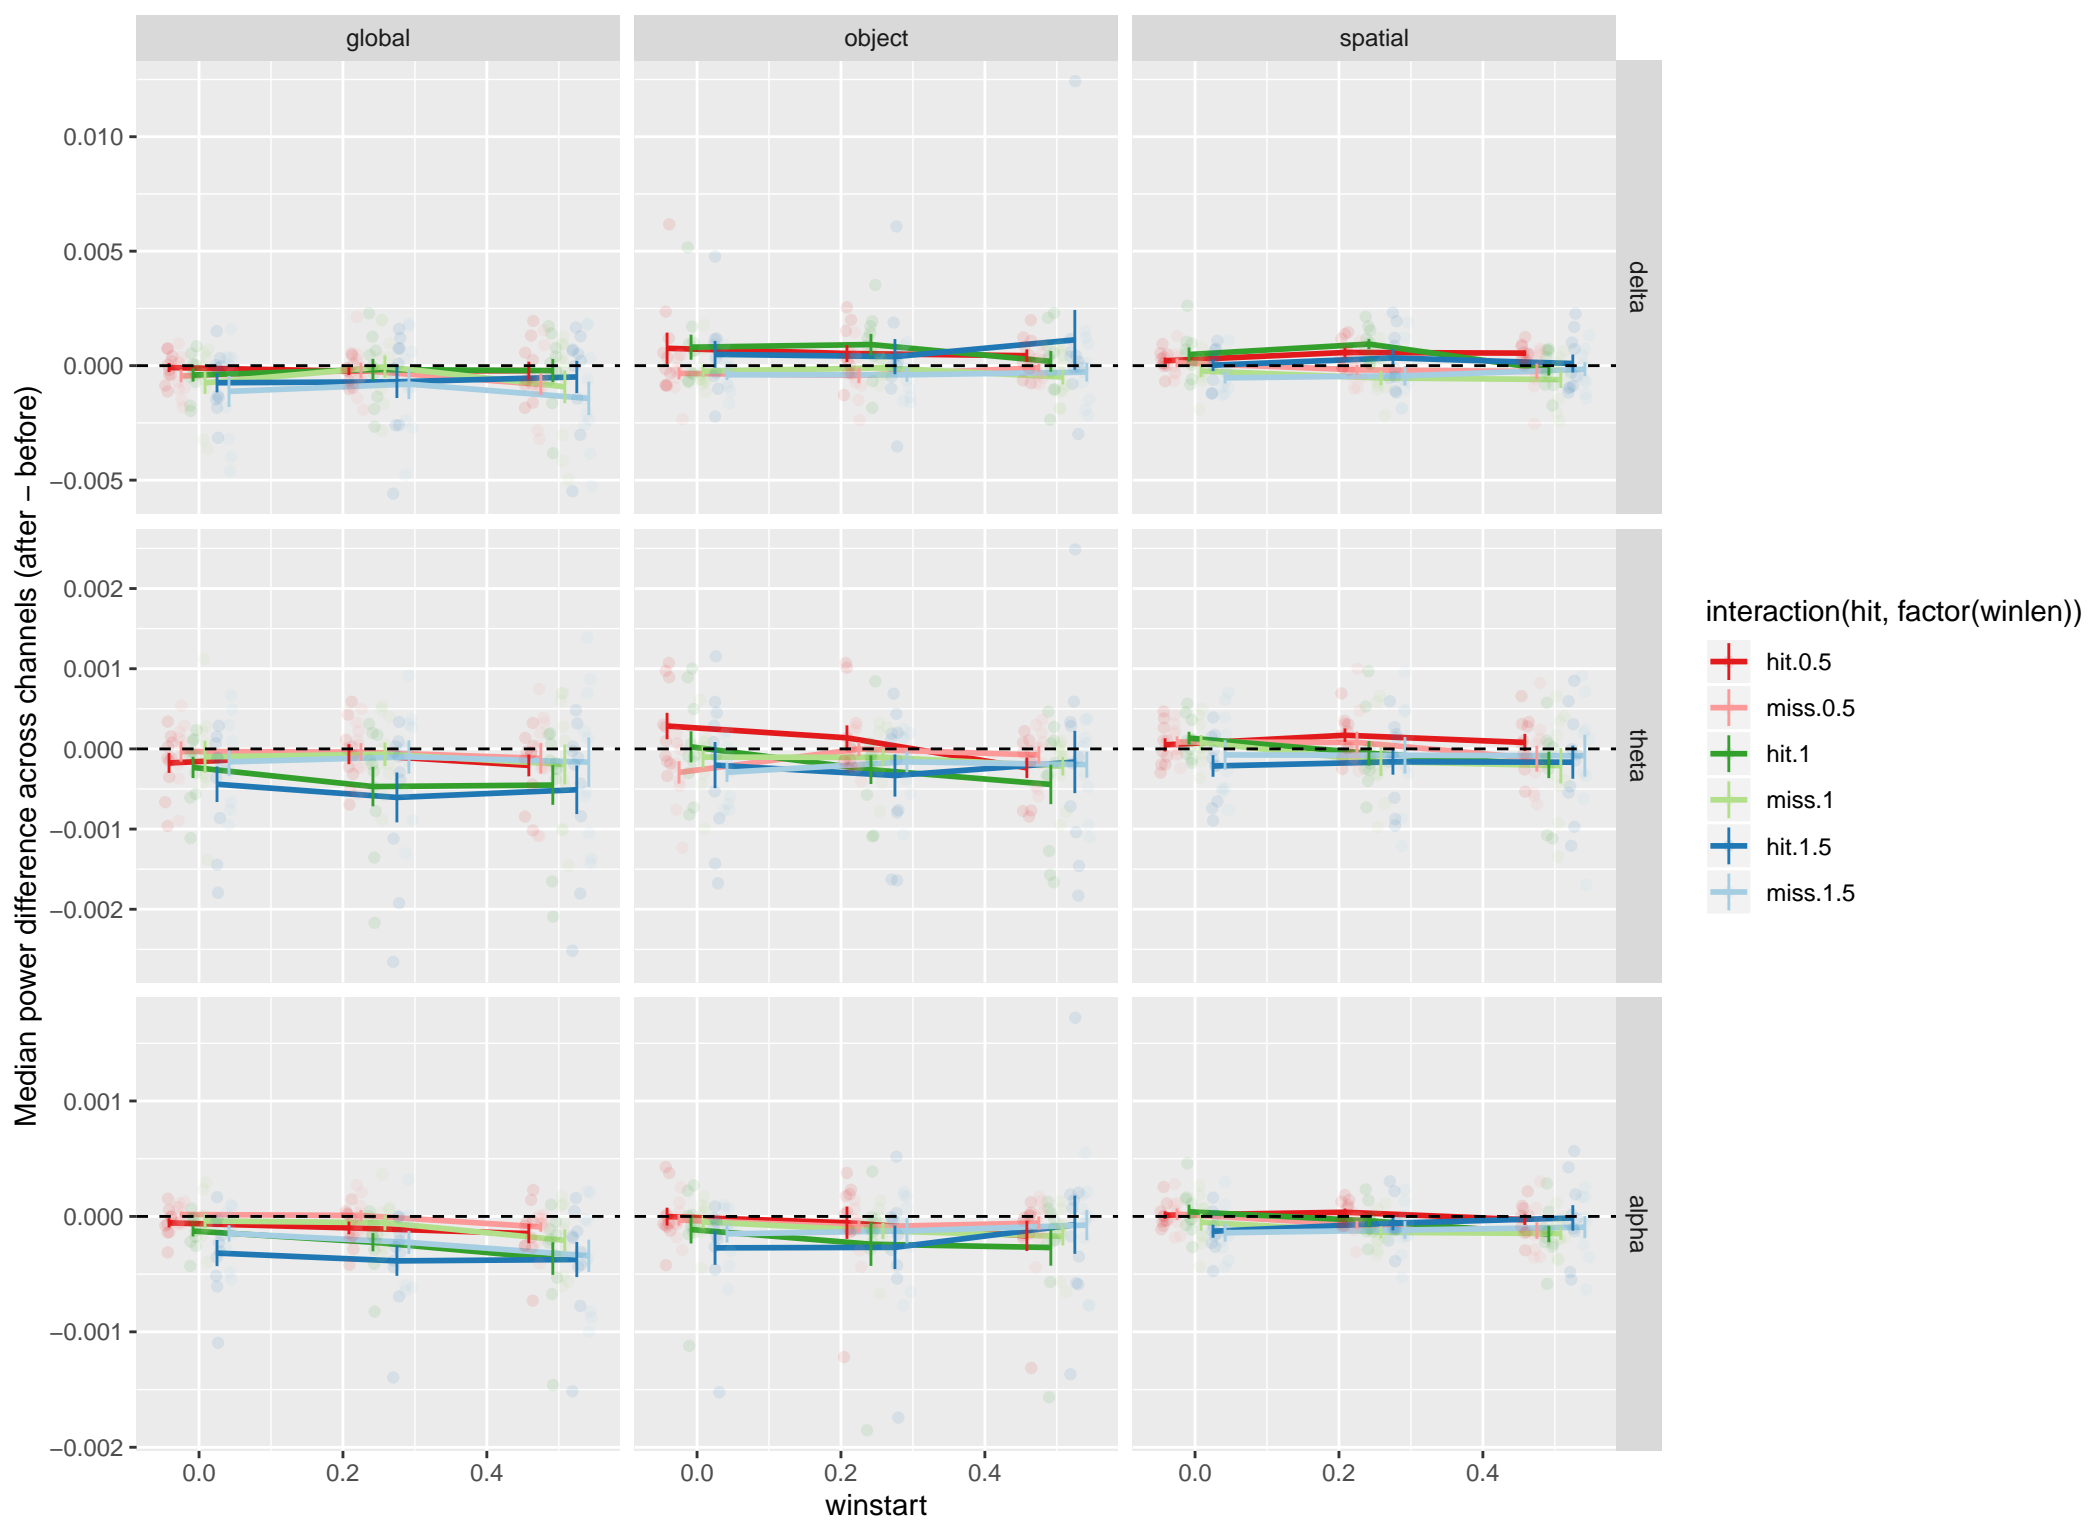 global object spatial
0.010
0.005
0.000
−0.005
delta
0.002
0.001
0.000
−0.001
−0.002
theta
0.001
0.000
−0.001
−0.002
alpha
0.0 0.2 0.4 0.0 0.2 0.4 0.0 0.2 0.4
winstart
Median power difference across channels (after − before)
interaction(hit, factor(winlen))
hit.0.5
miss.0.5
hit.1
miss.1
hit.1.5
miss.1.5